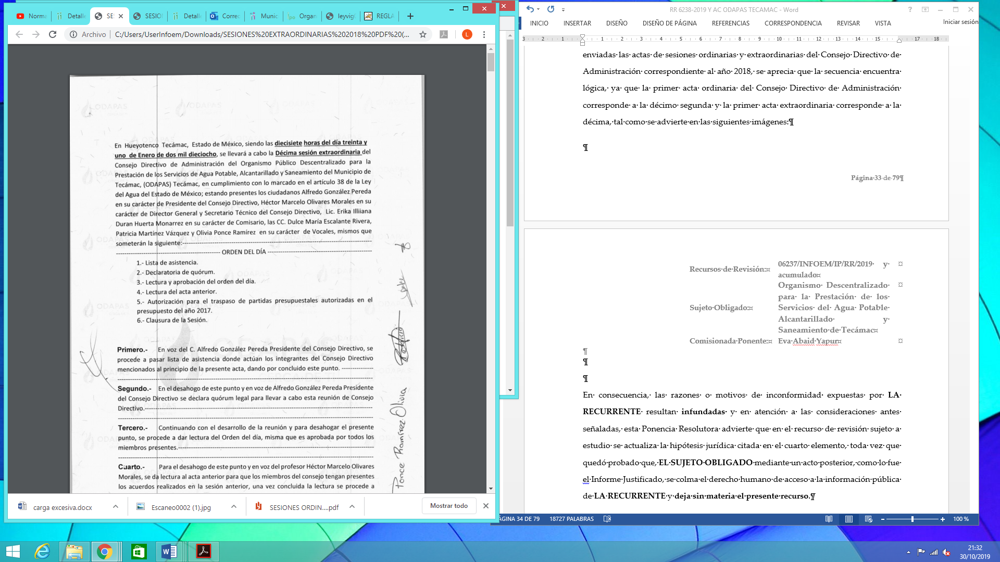 Norma
Detalle
SES
SESION
Detalle
Correo
Munic
Organ
leyvig
REGLA
Archivo
C:/Users/UserInfoem/Downloads/SESIONES%20EXTRAORDINARIAS%202018%20PDF%20(...
L
ODAPAS
En Hueyotenco Tecámac, Estado de México, siendo las diecisiete horas del día treinta y
uno de Enero de dos mil dieciocho, se llevará a cabo la Décima sesión extraordinaria del
Consejo Directivo de Administración del Organismo Público Descentralizado para la
Prestación de los Servicios de Agua Potable, Alcantarillado y Saneamiento del Municipio de
Tecámac, (ODAPAS) Tecámac, en cumplimiento con lo marcado en el artículo 38 de la Ley
del Agua del Estado de México; estando presentes los ciudadanos Alfredo González Pereda
en su carácter de Presidente del Consejo Directivo, Héctor Marcelo Olivares Morales en su
carácter de Director General y Secretario Técnico del Consejo Directivo, Lic. Erika Illiiana
Duran Huerta Monarrez en su carácter de Comisario, las CC. Dulce María Escalante Rivera,
Patricia Martínez Vázquez y Olivia Ponce Ramírez en su carácter de Vocales, mismos que
someterán la siguiente:
ORDEN DEL DÍA
1.- Lista de asistencia.
2.- Declaratoria de quórum.
3.- Lectura y aprobación del orden del día.
4.- Lectura del acta anterior.
5.- Autorización para el traspaso de partidas presupuestales autorizadas en el
presupuesto del año 2017.
6.- Clausura de la Sesión.
Primero.- En voz del C. Alfredo González Pereda Presidente del Consejo Directivo, se
procede a pasar lista de asistencia donde actúan los integrantes del Consejo Directivo
mencionados al principio de la presente acta, dando por concluido este punto.
Segundo.- En el desahogo de este punto y en voz de Alfredo González Pereda Presidente
del Consejo Directivo se declara quórum legal para llevar a cabo esta reunión de Consejo
Directivo.
Tercero.- Continuando con el desarrollo de la reunión y para desahogar el presente
punto, se procede a dar lectura del Orden del día, misma que es aprobada por todos los
miembros presentes.
Cuarto.- Para el desahogo de este punto y en voz del profesor Héctor Marcelo Olivares
Morales, se da lectura al acta anterior para que los miembros del consejo tengan presentes
los acuerdos realizados en la sesión anterior, una vez concluida la lectura se procede a
Ponce Ramírez Olivia
carga excesiva.docx
Escaneo0002 (1).jpg
SESIONES ORDIN....pdf
Mostrar todo
RR 6238-2019 Y AC ODAPAS TECAMAC - Word
INICIO INSERTAR DISEÑO DISEÑO DE PÁGINA REFERENCIAS CORRESPONDENCIA REVISAR VISTA Iniciar sesión
3 2 1 1 2 3 4 5 6 7 8 9 10 11 12 13 14 15 17 18
enviadas las actas de sesiones ordinarias y extraordinarias del Consejo Directivo de
Administración correspondiente al año 2018, se aprecia que la secuencia encuentra
lógica, ya que la primer acta ordinaria del Consejo Directivo de Administración
corresponde a la décimo segunda y la primer acta extraordinaria corresponde a la
décima, tal como se advierte en las siguientes imágenes:¶
¶
Página 33 de 79¶
Recursos de Revisión:¤ 06237/INFOEM/IP/RR/2019 y acumulado¤
Sujeto Obligado:¤ Organismo Descentralizado
para la Prestación de los
Servicios del Agua Potable
Alcantarillado y
Saneamiento de Tecámac¤
Comisionada Ponente:¤ Eva Abaid Yapur¤
¶
¶
¶
En consecuencia, las razones o motivos de inconformidad expuestas por LA
RECURRENTE resultan infundadas y en atención a las consideraciones antes
señaladas, esta Ponencia Resolutora advierte que en el recurso de revisión sujeto a
estudio se actualiza la hipótesis jurídica citada en el cuarto elemento, toda vez que
quedó probado que, EL SUJETO OBLIGADO mediante un acto posterior, como lo fue
el Informe Justificado, se colma el derecho humano de acceso a la información pública
de LA RECURRENTE y deja sin materia el presente recurso.¶
ÁGINA 34 DE 79 18727 PALABRAS
100 %
21:32
30/10/2019